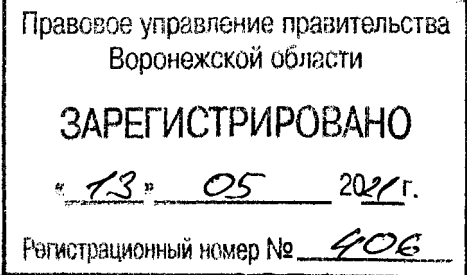 Правовое управление правительства
Воронежской области
ЗАРЕГИСТРИРОВАНО
« 13 » 05 2021 г.
Регистрационный номер № 406